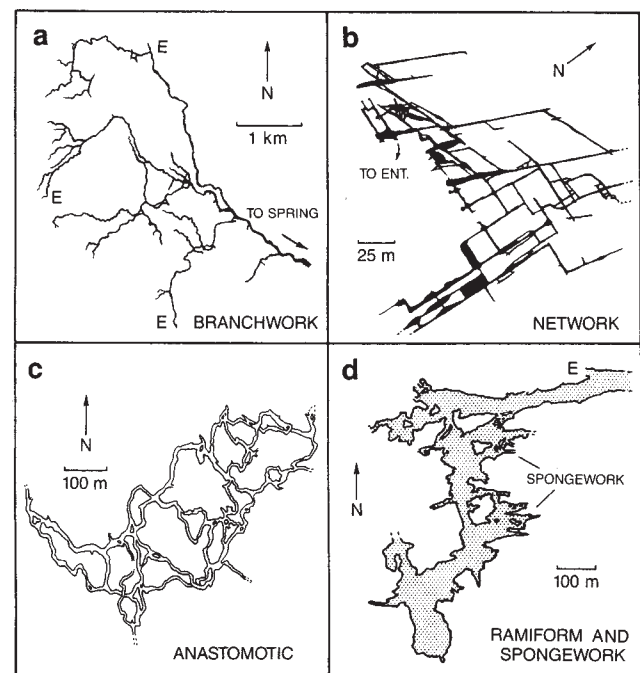 a
E
N
1 km
E
TO SPRING
E
BRANCHWORK
b
N
TO ENT.
25 m
NETWORK
c
N
100 m
ANASTOMOTIC
d
E
SPONGEWORK
N
100 m
RAMIFORM AND
SPONGEWORK